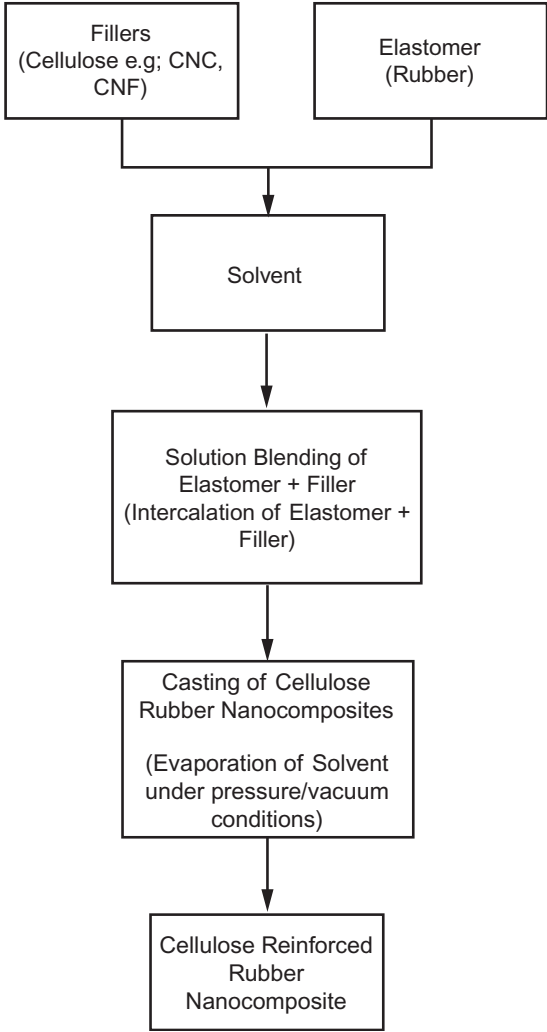 Fillers
(Cellulose e.g; CNC,
CNF)
Elastomer
(Rubber)
Solvent
Solution Blending of
Elastomer + Filler
(Intercalation of Elastomer +
Filler)
Casting of Cellulose
Rubber Nanocomposites
(Evaporation of Solvent
under pressure/vacuum
conditions)
Cellulose Reinforced
Rubber
Nanocomposite